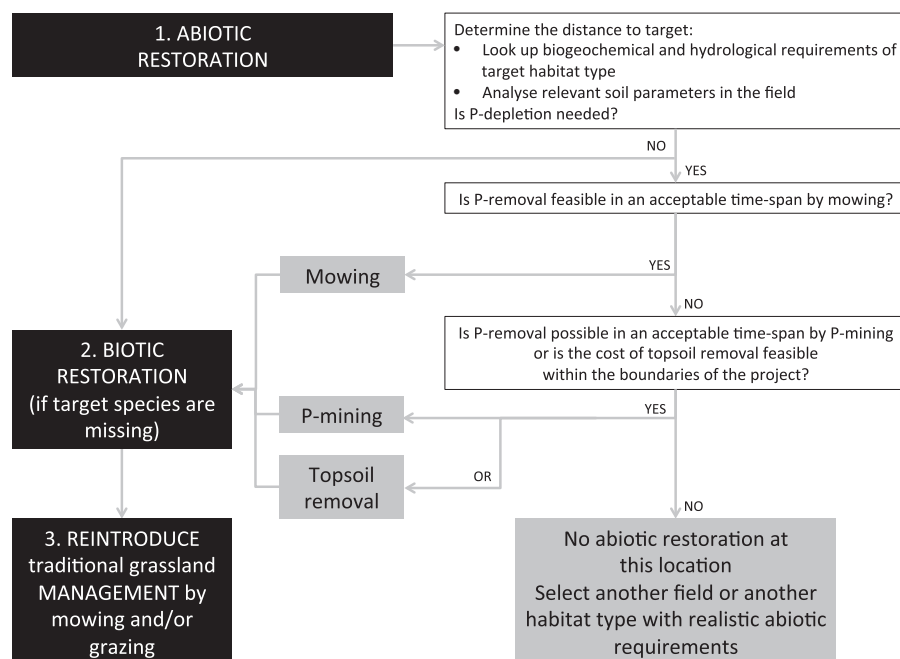 1. ABIOTIC
RESTORATION
Determine the distance to target:
• Look up biogeochemical and hydrological requirements of
target habitat type
• Analyse relevant soil parameters in the field
Is P-depletion needed?
NO
YES
Is P-removal feasible in an acceptable time-span by mowing?
YES
Mowing
NO
Is P-removal possible in an acceptable time-span by P-mining
or is the cost of topsoil removal feasible
within the boundaries of the project?
2. BIOTIC
RESTORATION
(if target species are
missing)
YES
P-mining
Topsoil
removal
OR
NO
3. REINTRODUCE
traditional grassland
MANAGEMENT by
mowing and/or
grazing
No abiotic restoration at
this location
Select another field or another
habitat type with realistic abiotic
requirements